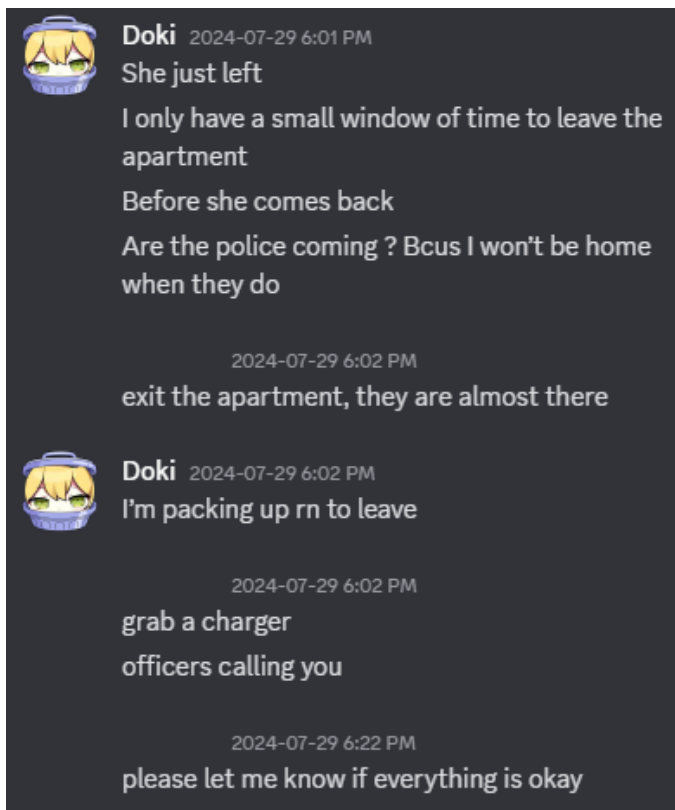 Doki 2024-07-29 6:01 PM
She just left
I only have a small window of time to leave the
apartment
Before she comes back
Are the police coming ? Bcus I won't be home
when they do
2024-07-29 6:02 PM
exit the apartment, they are almost there
Doki 2024-07-29 6:02 PM
I'm packing up rn to leave
2024-07-29 6:02 PM
grab a charger
officers calling you
2024-07-29 6:22 PM
please let me know if everything is okay